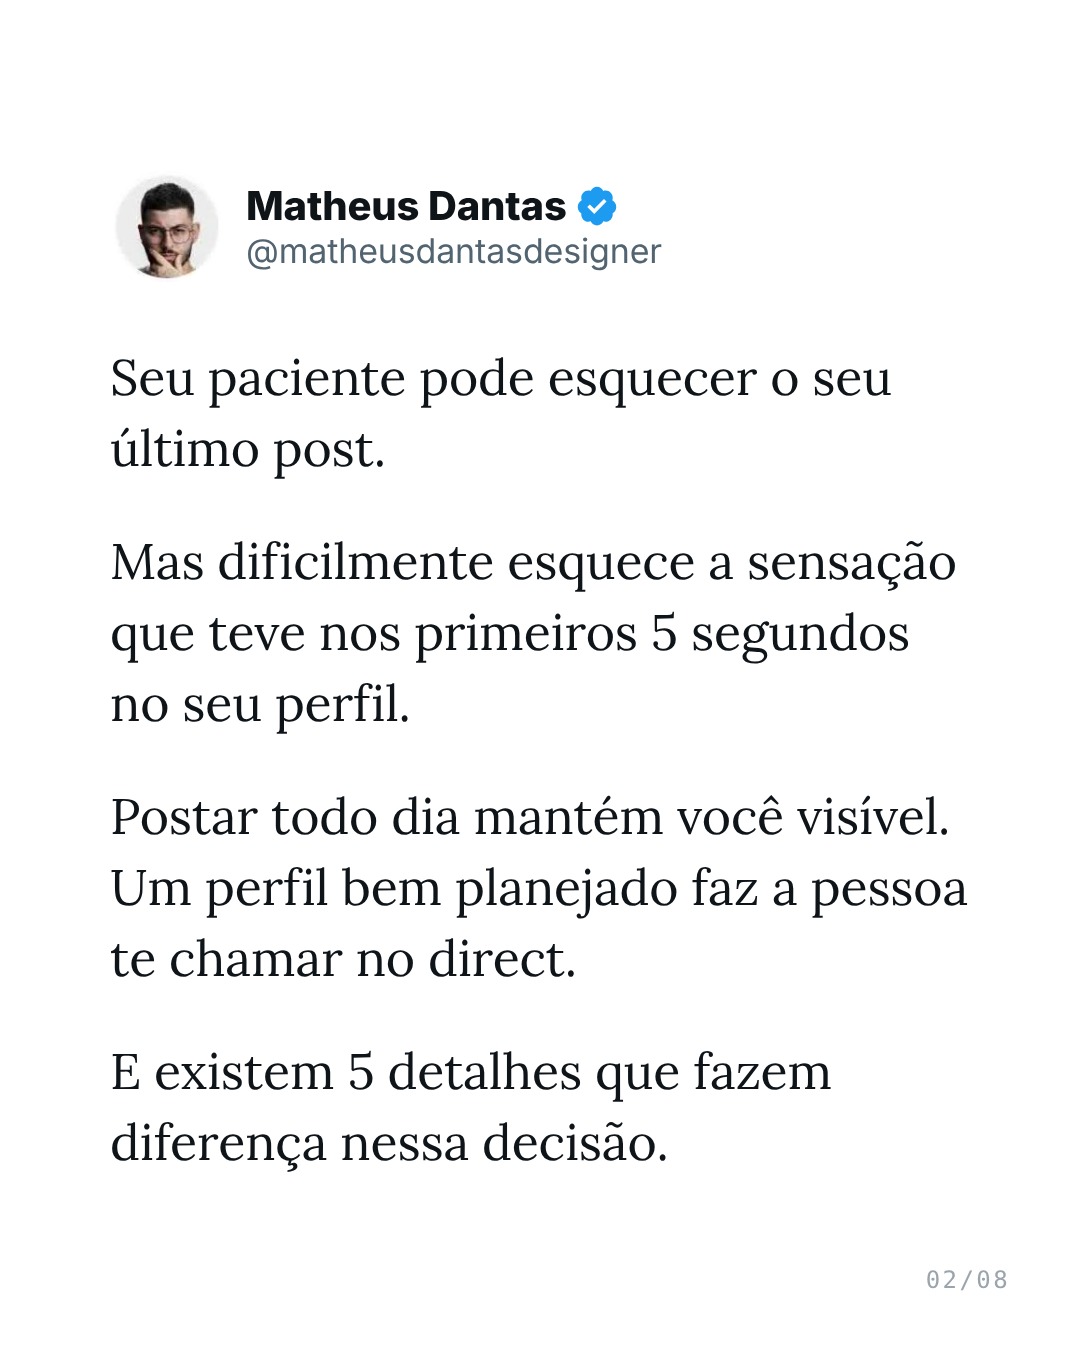 Matheus Dantas
@matheusdantasdesigner
Seu paciente pode esquecer o seu
último post.
Mas dificilmente esquece a sensação
que teve nos primeiros 5 segundos
no seu perfil.
Postar todo dia mantém você visível.
Um perfil bem planejado faz a pessoa
te chamar no direct.
E existem 5 detalhes que fazem
diferença nessa decisão.
02/08